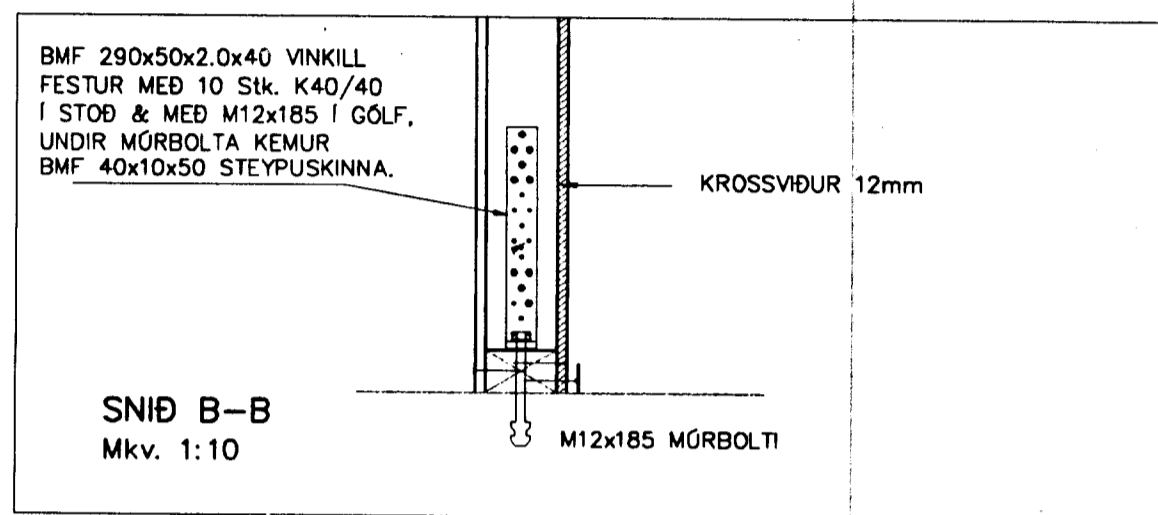 BMF 290x50x2.0x40 VINKILL
FESTUR MEÐ 10 Stk. K40/40
Í STOÐ & MEÐ M12x185 Í GÓLF,
UNDIR MÚRBOLTA KEMUR
BMF 40x10x50 STEYPUSKINNA.
KROSSVIÐUR 12mm
SNIÐ B-B
Mkv. 1:10
M12x185 MÚRBOLTI